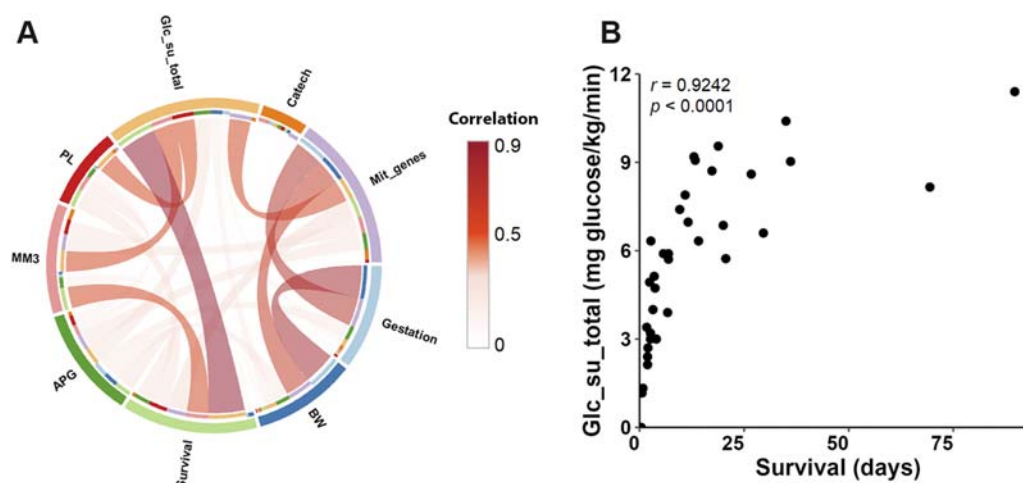 A
Glc_su_total
Catech
Mit_genes
Gestation
BW
Survival
APG
MM3
PL
Correlation
0.9
0.5
0
B
r = 0.9242
p < 0.0001
Glc_su_total (mg glucose/kg/min)
12
9
6
3
0
0
25
50
75
Survival (days)